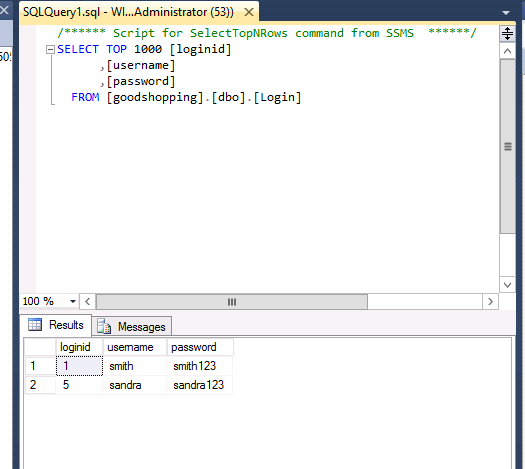 SQLQuery1.sql - WI...Administrator (53))
/****** Script for SelectTopNRows command from SSMS ******/
SELECT TOP 1000 [loginid]
,[username]
,[password]
FROM [goodshopping].[dbo].[Login]
100 %
Results Messages
loginid username password
1 1 smith smith123
2 5 sandra sandra123